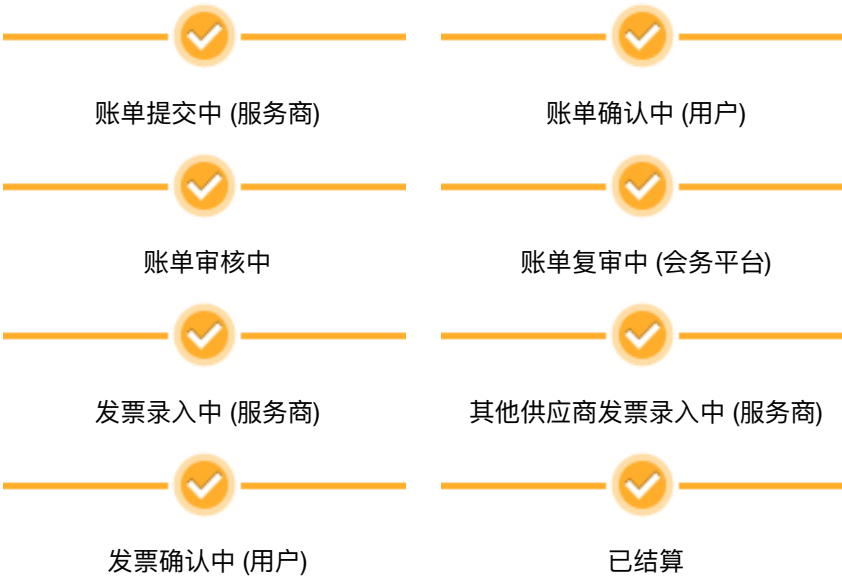 账单提交中 (服务商)
账单确认中 (用户)
账单审核中
账单复审中 (会务平台)
发票录入中 (服务商)
其他供应商发票录入中 (服务商)
发票确认中 (用户)
已结算